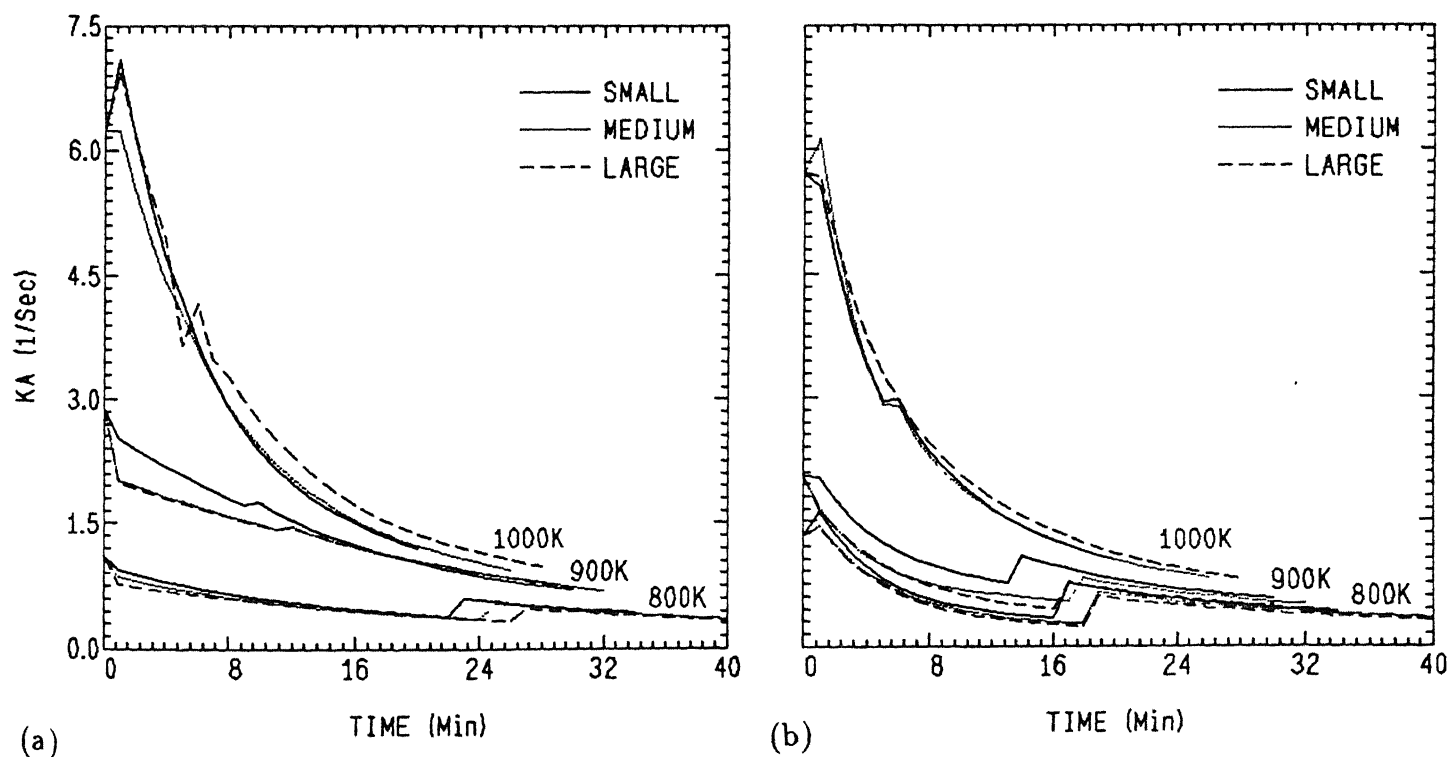 7.5
6.0
4.5
3.0
1.5
0.0
KA (1/Sec)
SMALL
MEDIUM
LARGE
1000K
900K
800K
0 8 16 24 32 40
TIME (Min)
(a)
SMALL
MEDIUM
LARGE
1000K
900K
800K
0 8 16 24 32 40
TIME (Min)
(b)